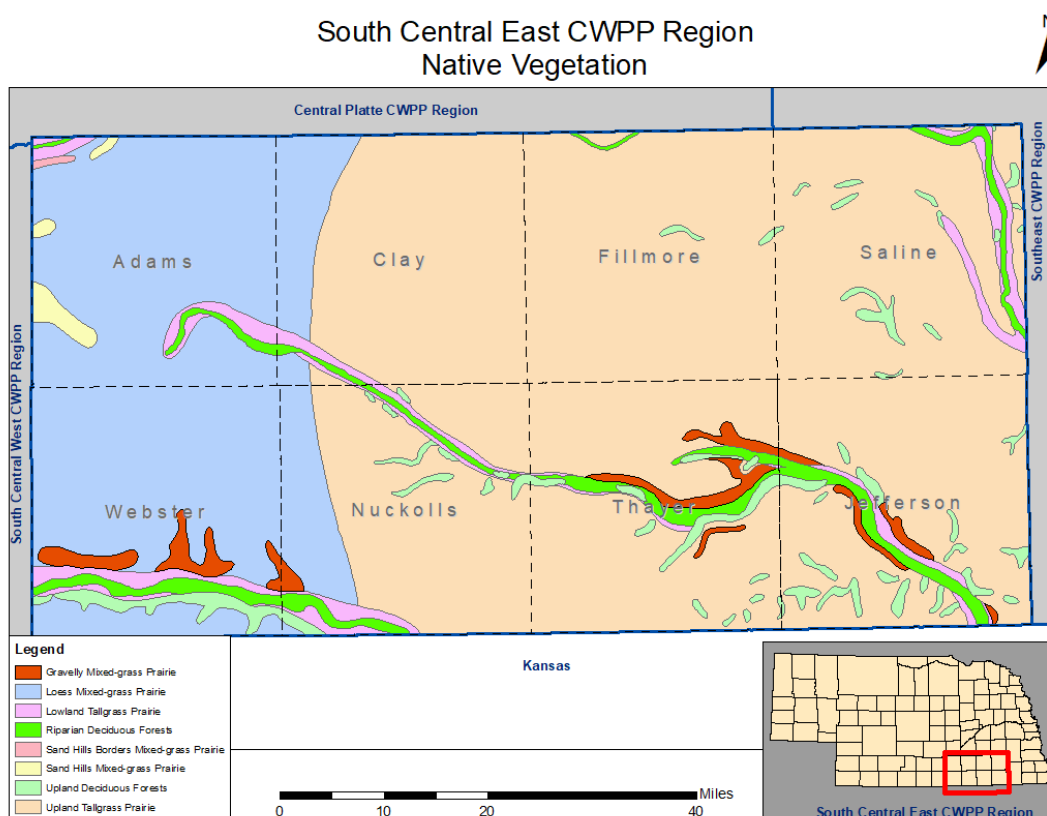 South Central East CWPP Region
Native Vegetation
N
Central Platte CWPP Region
South Central West CWPP Region
Southeast CWPP Region
Adams
Clay
Fillmore
Saline
Webster
Nuckolls
Thayer
Jefferson
Legend
Gravelly Mixed-grass Prairie
Loess Mixed-grass Prairie
Lowland Tallgrass Prairie
Riparian Deciduous Forests
Sand Hills Borders Mixed-grass Prairie
Sand Hills Mixed-grass Prairie
Upland Deciduous Forests
Upland Tallgrass Prairie
Kansas
Miles
0 10 20 40
South Central East CWPP Region